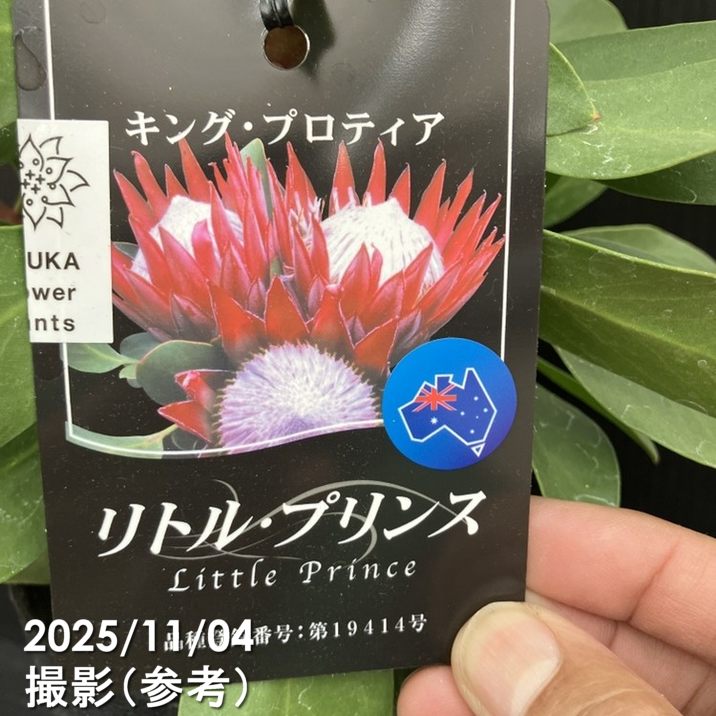 キング・プロティア
UKA
wer
nts
リトル・プリンス
Little Prince
品種登録番号:第19414号
2025/11/04
撮影(参考)